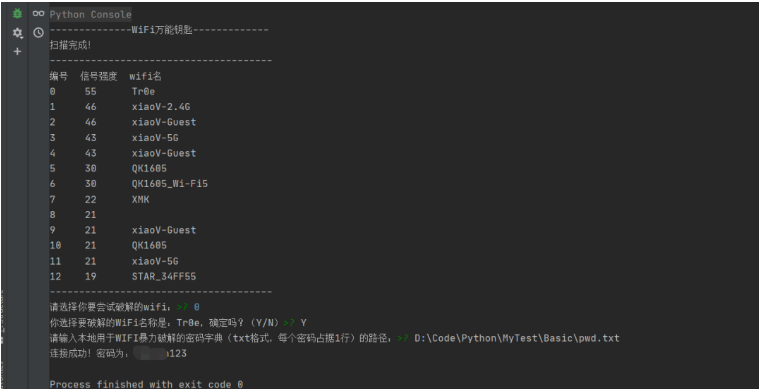 Python Console
--------------WiFi万能钥匙-------------
扫描完成!
--------------------------------------
编号 信号强度 wifi名
0 55 Tr0e
1 46 xiaoV-2.4G
2 46 xiaoV-Guest
3 43 xiaoV-5G
4 43 xiaoV-Guest
5 30 QK1605
6 30 QK1605_Wi-Fi5
7 22 XMK
8 21
9 21 xiaoV-Guest
10 21 QK1605
11 21 xiaoV-5G
12 19 STAR_34FF55
--------------------------------------
请选择你要尝试破解的wifi: >? 0
你选择要破解的WiFi名称是: Tr0e, 确定吗? (Y/N) >? Y
请输入本地用于WIFI暴力破解的密码字典(txt格式, 每个密码占据1行)的路径: >? D:\Code\Python\MyTest\Basic\pwd.txt
连接成功! 密码为: 123
Process finished with exit code 0